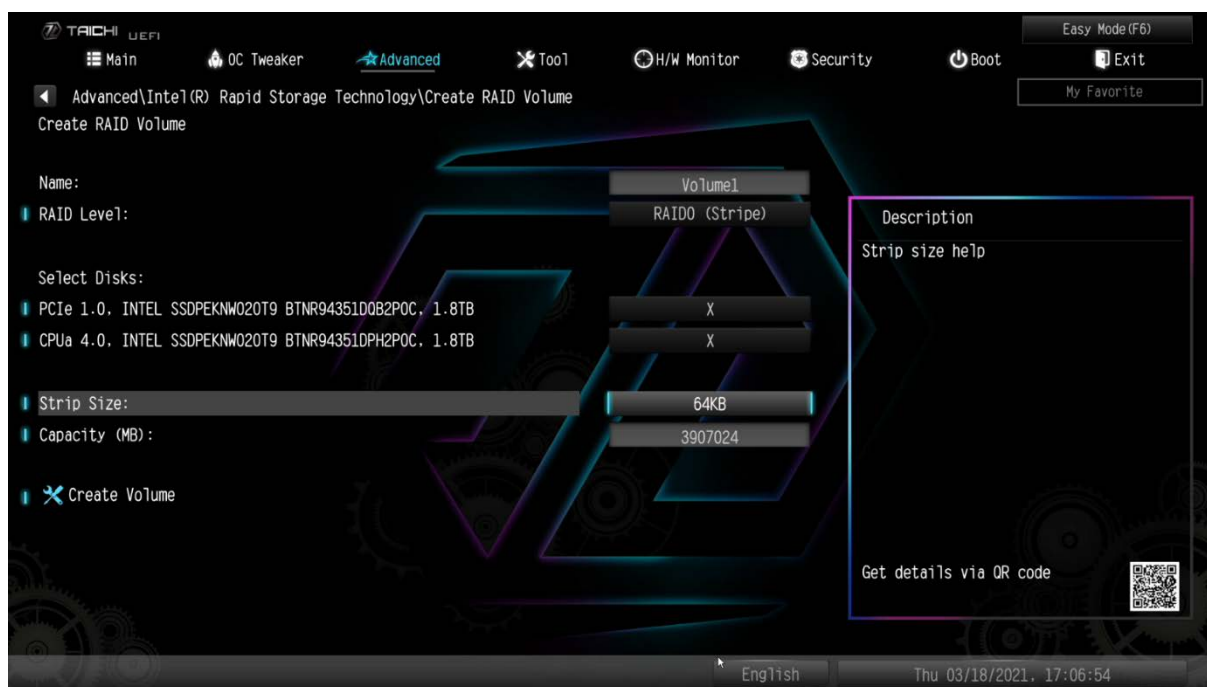 TAICHI UEFI
Easy Mode(F6)
Main OC Tweaker Advanced Tool H/W Monitor Security Boot Exit
Advanced\Intel(R) Rapid Storage Technology\Create RAID Volume
My Favorite
Create RAID Volume
Name: Volume1
RAID Level: RAID0 (Stripe)
Description
Strip size help
Select Disks:
PCIe 1.0, INTEL SSDPEKNW020T9 BTNR94351DQB2P0C, 1.8TB X
CPUa 4.0, INTEL SSDPEKNW020T9 BTNR94351DPH2P0C, 1.8TB X
Strip Size: 64KB
Capacity (MB): 3907024
Create Volume
Get details via QR code
English
Thu 03/18/2021, 17:06:54